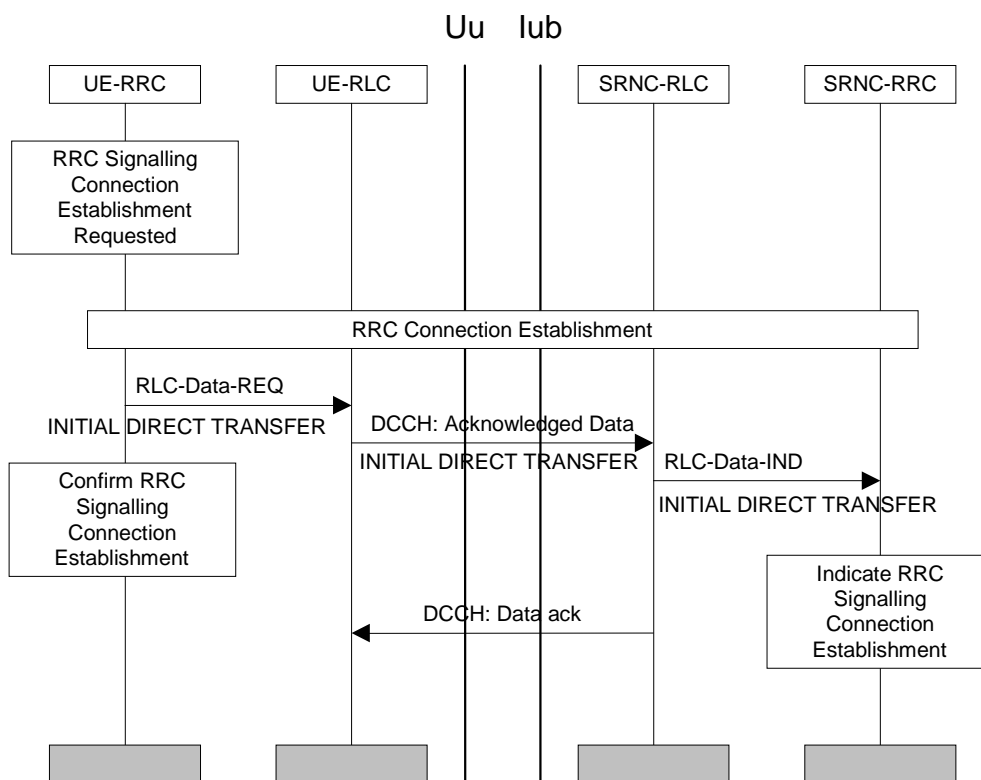 Uu Iub
UE-RRC UE-RLC SRNC-RLC SRNC-RRC
RRC Signalling
Connection
Establishment
Requested
RRC Connection Establishment
RLC-Data-REQ
INITIAL DIRECT TRANSFER
DCCH: Acknowledged Data
INITIAL DIRECT TRANSFER
RLC-Data-IND
INITIAL DIRECT TRANSFER
Confirm RRC
Signalling
Connection
Establishment
Indicate RRC
Signalling
Connection
Establishment
DCCH: Data ack